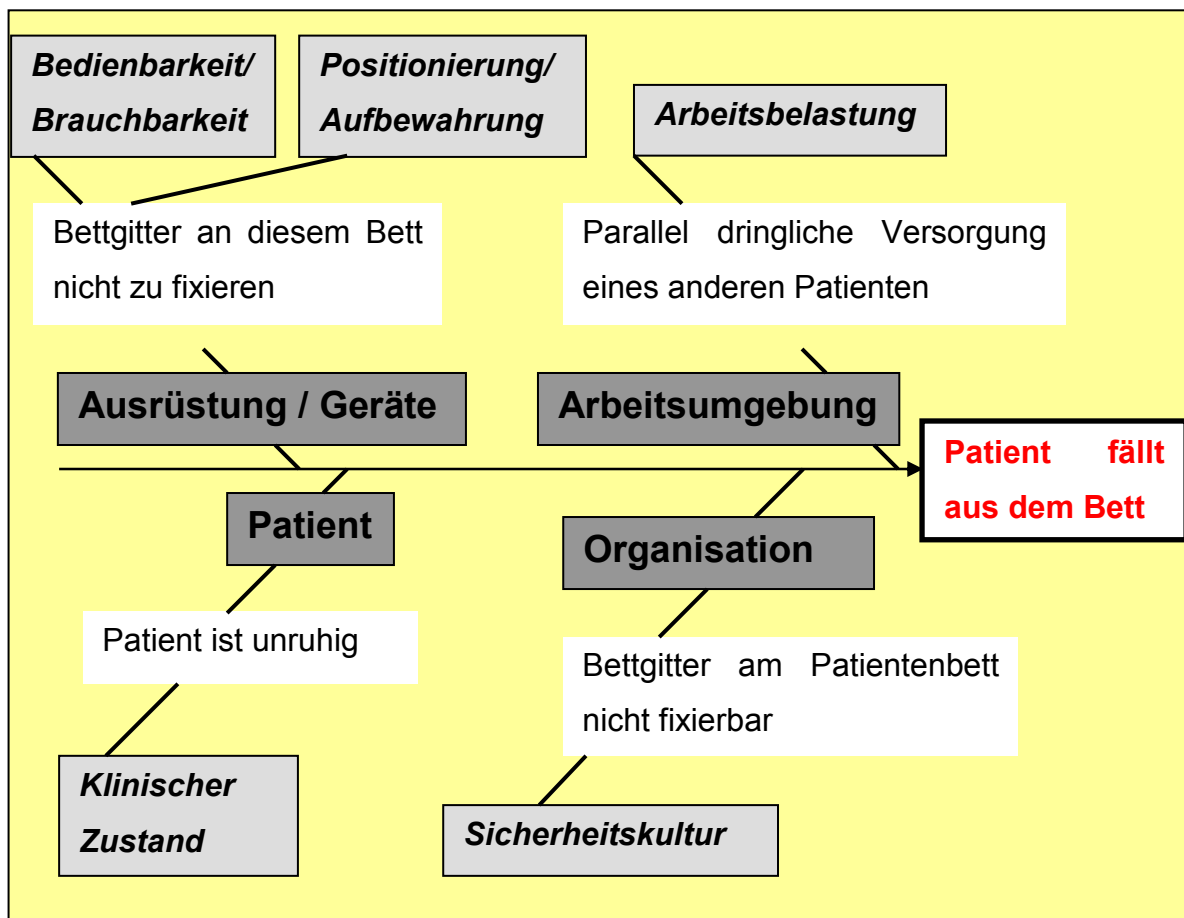 Bedienbarkeit/
Brauchbarkeit
Positionierung/
Aufbewahrung
Arbeitsbelastung
Bettgitter an diesem Bett
nicht zu fixieren
Parallel dringliche Versorgung
eines anderen Patienten
Ausrüstung / Geräte
Arbeitsumgebung
Patient fällt
aus dem Bett
Patient
Organisation
Patient ist unruhig
Bettgitter am Patientenbett
nicht fixierbar
Klinischer
Zustand
Sicherheitskultur